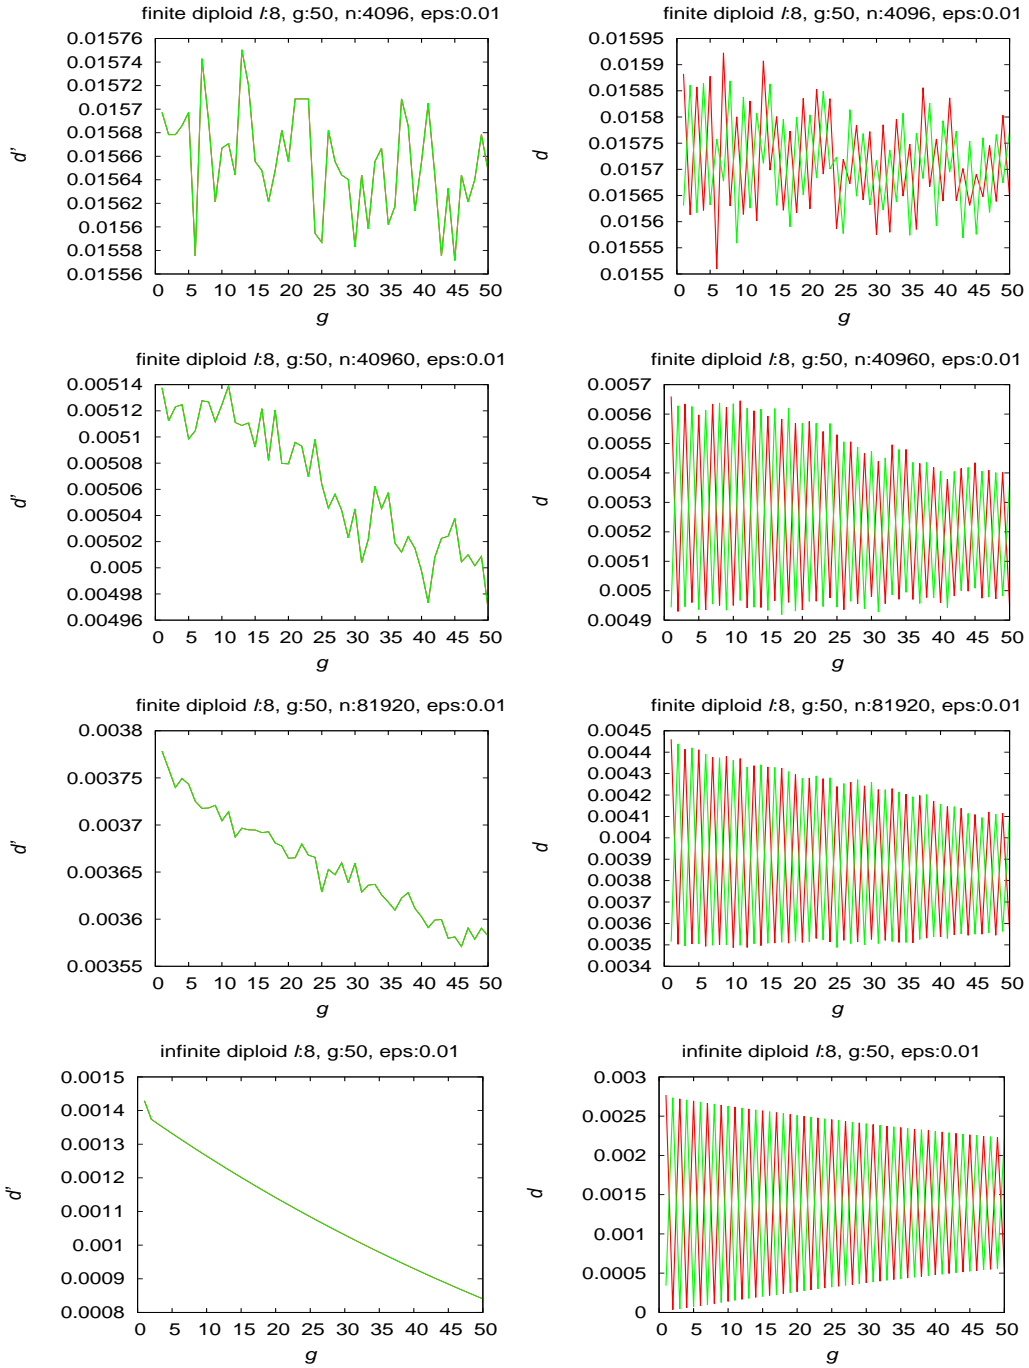 finite diploid l:8, g:50, n:4096, eps:0.01
0.01576
0.01574
0.01572
0.0157
0.01568
0.01566
0.01564
0.01562
0.0156
0.01558
0.01556
d'
0 5 10 15 20 25 30 35 40 45 50
g
finite diploid l:8, g:50, n:4096, eps:0.01
0.01595
0.0159
0.01585
0.0158
0.01575
0.0157
0.01565
0.0156
0.01555
0.0155
d
0 5 10 15 20 25 30 35 40 45 50
g
finite diploid l:8, g:50, n:40960, eps:0.01
0.00514
0.00512
0.0051
0.00508
0.00506
0.00504
0.00502
0.005
0.00498
0.00496
d'
0 5 10 15 20 25 30 35 40 45 50
g
finite diploid l:8, g:50, n:40960, eps:0.01
0.0057
0.0056
0.0055
0.0054
0.0053
0.0052
0.0051
0.005
0.0049
d
0 5 10 15 20 25 30 35 40 45 50
g
finite diploid l:8, g:50, n:81920, eps:0.01
0.0038
0.00375
0.0037
0.00365
0.0036
0.00355
d'
0 5 10 15 20 25 30 35 40 45 50
g
finite diploid l:8, g:50, n:81920, eps:0.01
0.0045
0.0044
0.0043
0.0042
0.0041
0.004
0.0039
0.0038
0.0037
0.0036
0.0035
0.0034
d
0 5 10 15 20 25 30 35 40 45 50
g
infinite diploid l:8, g:50, eps:0.01
0.0015
0.0014
0.0013
0.0012
0.0011
0.001
0.0009
0.0008
d'
0 5 10 15 20 25 30 35 40 45 50
g
infinite diploid l:8, g:50, eps:0.01
0.003
0.0025
0.002
0.0015
0.001
0.0005
0
d
0 5 10 15 20 25 30 35 40 45 50
g